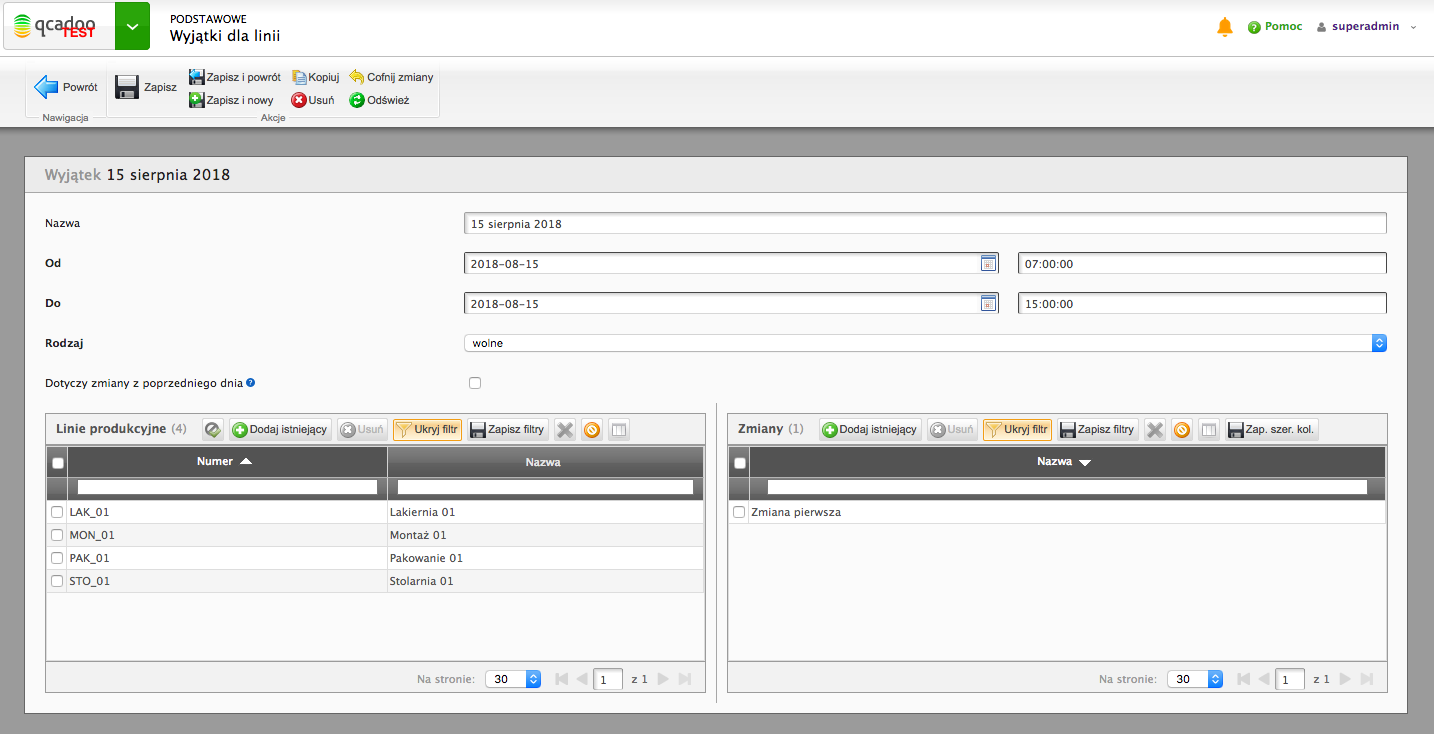 qcadoo
TEST
PODSTAWOWE
Wyjątki dla linii
Pomoc
superadmin
Powrót
Nawigacja
Zapisz
Zapisz i powrót
Kopiuj
Cofnij zmiany
Zapisz i nowy
Usuń
Odśwież
Akcje
Wyjątek 15 sierpnia 2018
Nazwa
15 sierpnia 2018
Od
2018-08-15
07:00:00
Do
2018-08-15
15:00:00
Rodzaj
wolne
Dotyczy zmiany z poprzedniego dnia ?
Linie produkcyjne (4)
Dodaj istniejący
Usuń
Ukryj filtr
Zapisz filtry
Numer
Nazwa
LAK_01
Lakiernia 01
MON_01
Montaż 01
PAK_01
Pakowanie 01
STO_01
Stolarnia 01
Na stronie:
30
1
z 1
Zmiany (1)
Dodaj istniejący
Usuń
Ukryj filtr
Zapisz filtry
Zap. szer. kol.
Nazwa
Zmiana pierwsza
Na stronie:
30
1
z 1